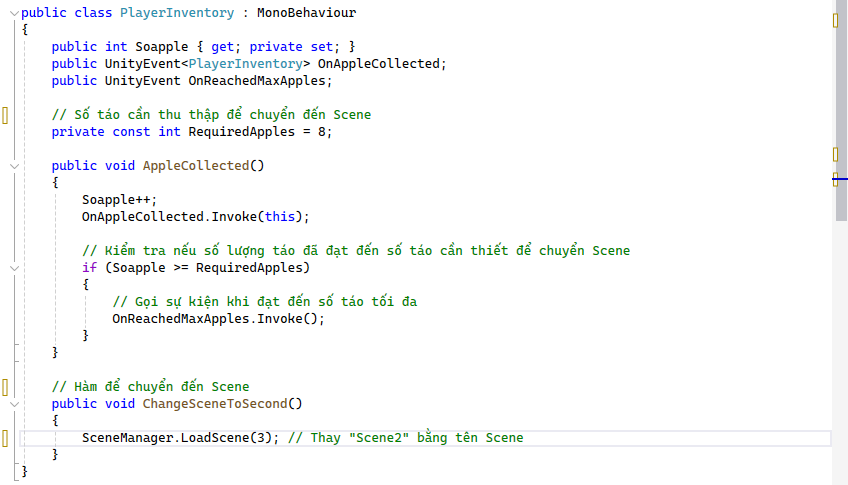 public class PlayerInventory : MonoBehaviour
{
public int Soapple { get; private set; }
public UnityEvent<PlayerInventory> OnAppleCollected;
public UnityEvent OnReachedMaxApples;
// Số táo cần thu thập để chuyển đến Scene
private const int RequiredApples = 8;
public void AppleCollected()
{
Soapple++;
OnAppleCollected.Invoke(this);
// Kiểm tra nếu số lượng táo đã đạt đến số táo cần thiết để chuyển Scene
if (Soapple >= RequiredApples)
{
// Gọi sự kiện khi đạt đến số táo tối đa
OnReachedMaxApples.Invoke();
}
}
// Hàm để chuyển đến Scene
public void ChangeSceneToSecond()
{
SceneManager.LoadScene(3); // Thay "Scene2" bằng tên Scene
}
}